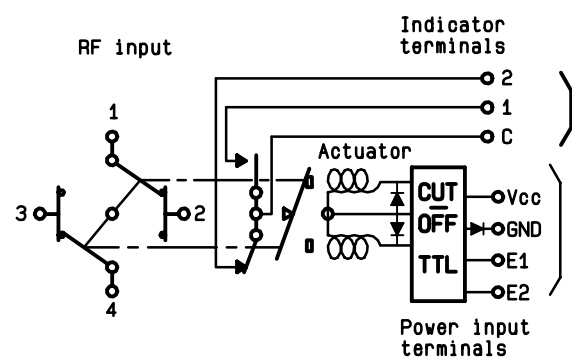 Indicator
terminals
RF input
2
1
C
1
Actuator
3
2
4
CUT
OFF
TTL
Vcc
GND
E1
E2
Power input
terminals